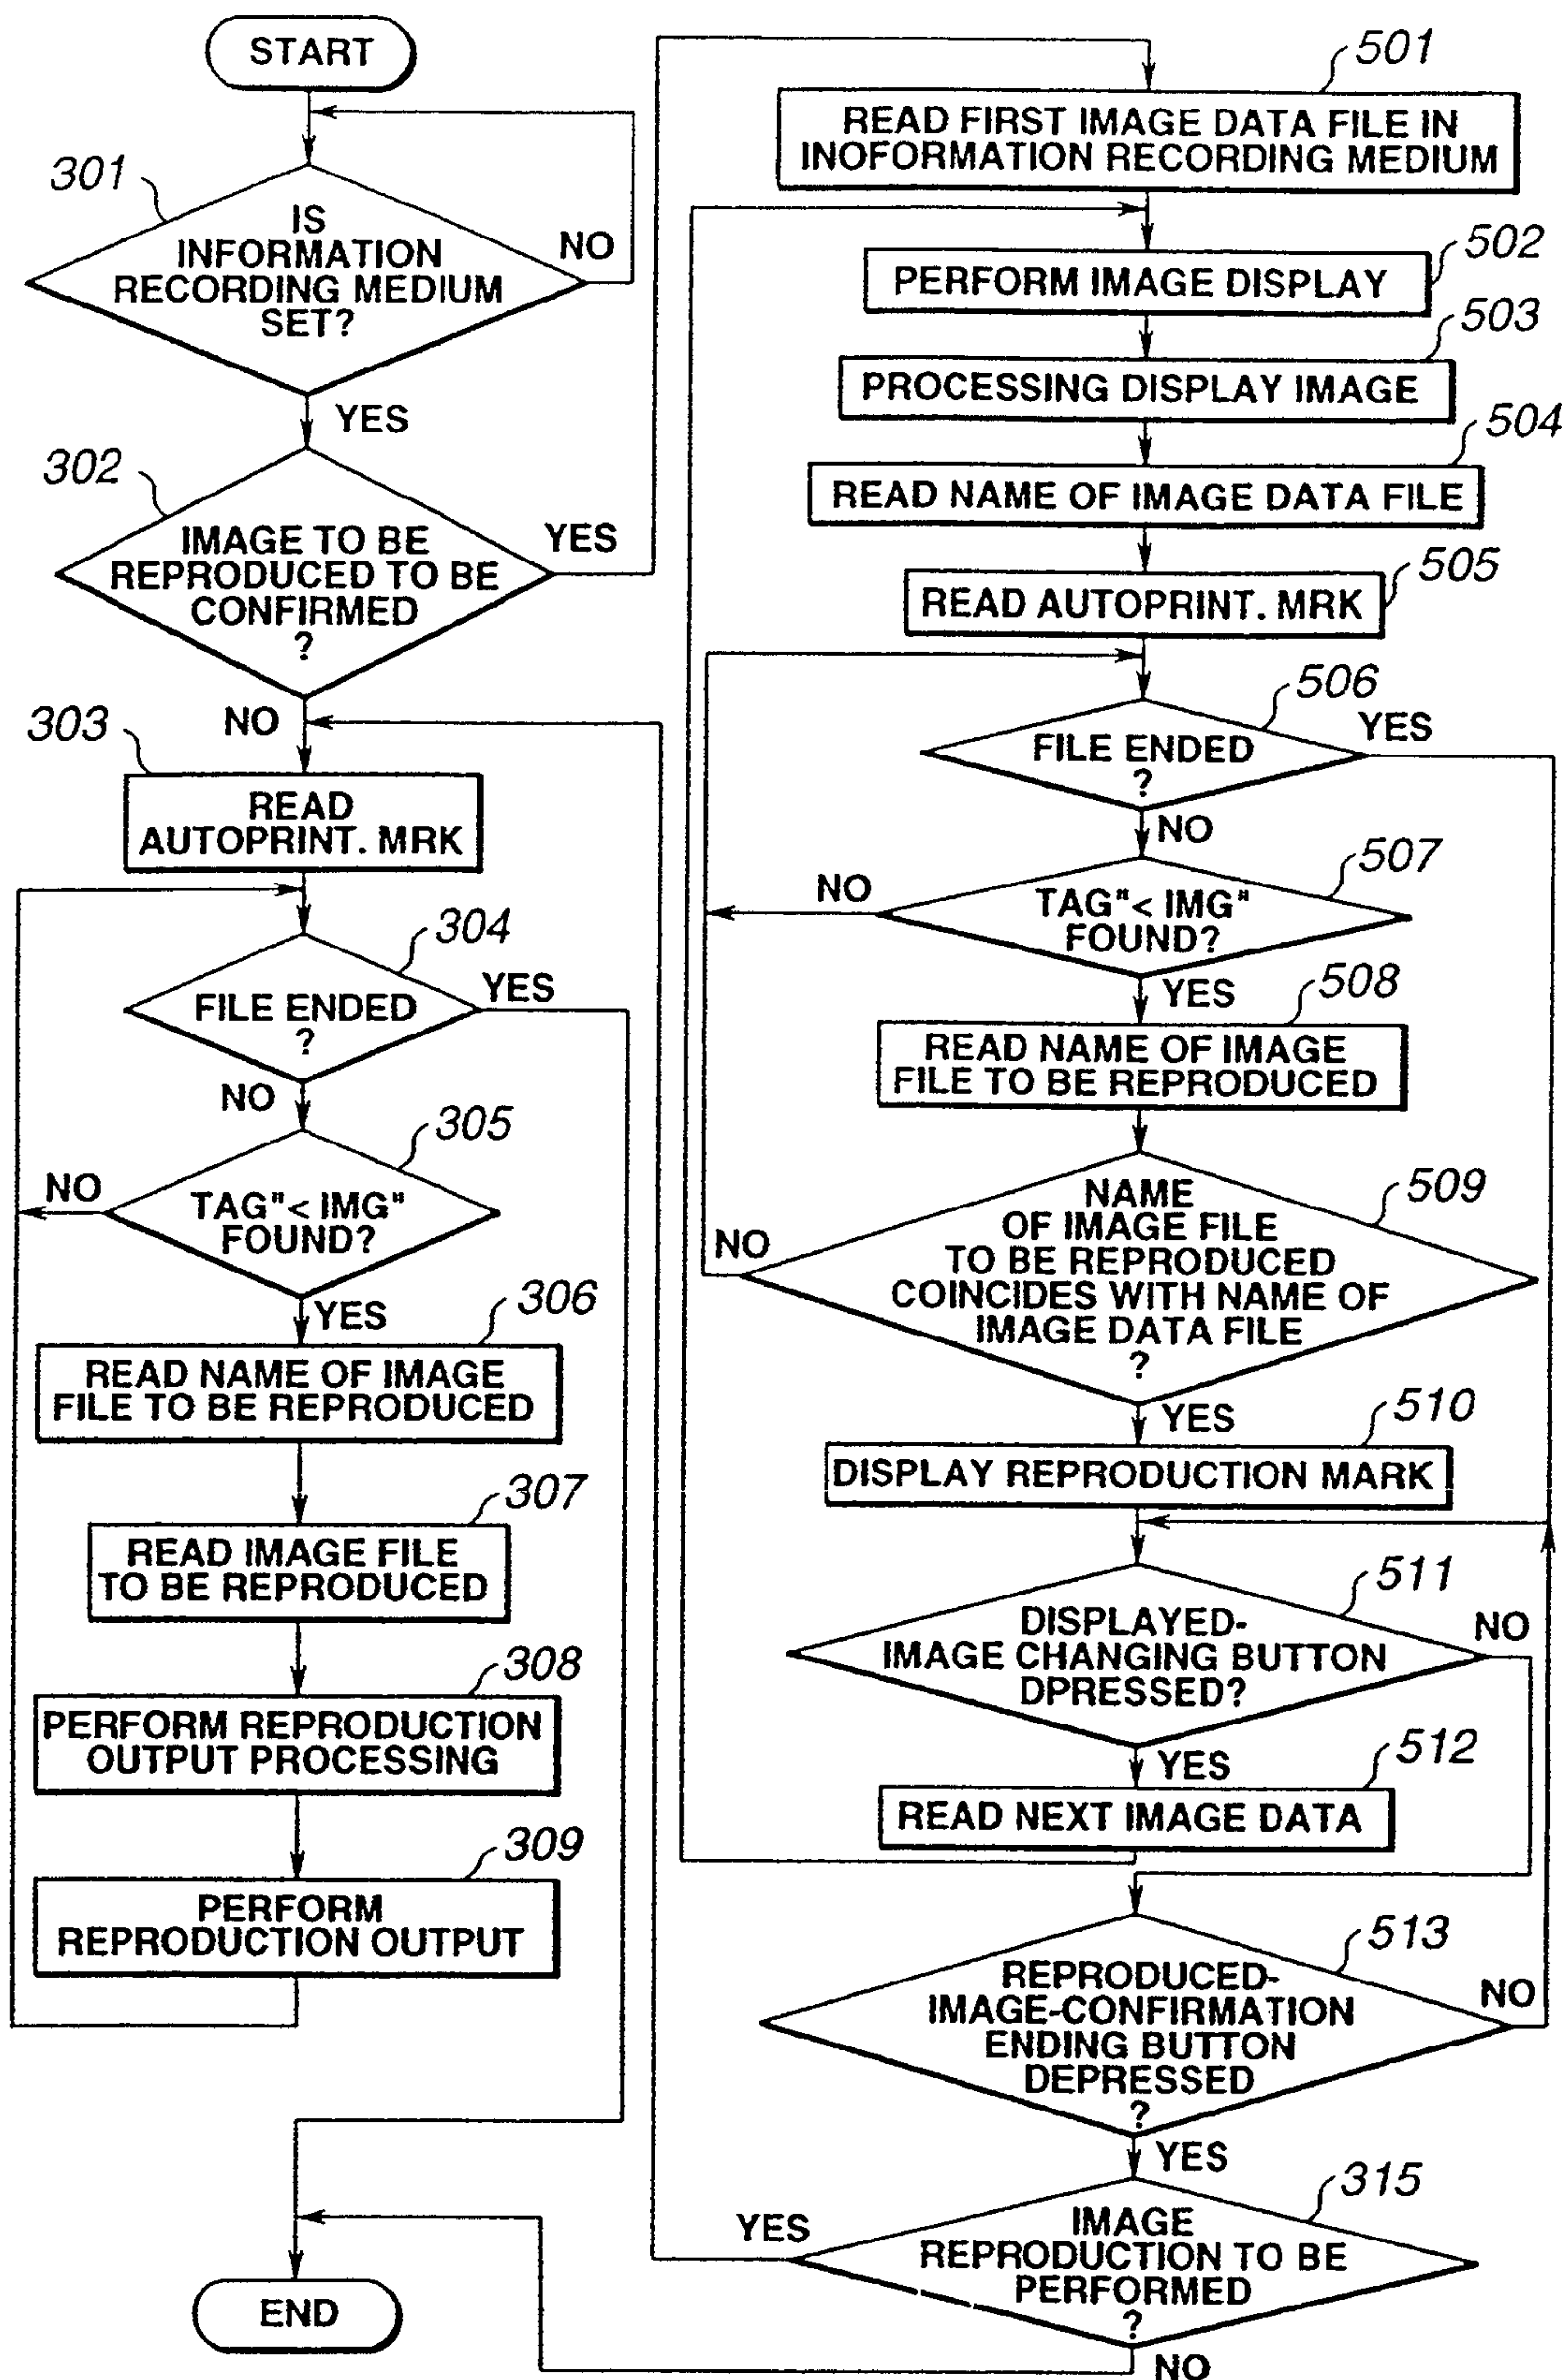 START
301
IS
INFORMATION
RECORDING MEDIUM
SET?
NO
YES
302
IMAGE TO BE
REPRODUCED TO BE
CONFIRMED
?
YES
NO
303
READ
AUTOPRINT. MRK
304
FILE ENDED
?
YES
NO
305
TAG"< IMG"
FOUND?
NO
YES
306
READ NAME OF IMAGE
FILE TO BE REPRODUCED
307
READ IMAGE FILE
TO BE REPRODUCED
308
PERFORM REPRODUCTION
OUTPUT PROCESSING
309
PERFORM
REPRODUCTION OUTPUT
END
501
READ FIRST IMAGE DATA FILE IN
INOFORMATION RECORDING MEDIUM
502
PERFORM IMAGE DISPLAY
503
PROCESSING DISPLAY IMAGE
504
READ NAME OF IMAGE DATA FILE
505
READ AUTOPRINT. MRK
506
FILE ENDED
?
YES
NO
507
TAG"< IMG"
FOUND?
NO
YES
508
READ NAME OF IMAGE
FILE TO BE REPRODUCED
509
NAME
OF IMAGE FILE
TO BE REPRODUCED
COINCIDES WITH NAME OF
IMAGE DATA FILE
?
NO
YES
510
DISPLAY REPRODUCTION MARK
511
DISPLAYED-
IMAGE CHANGING BUTTON
DPRESSED?
NO
YES
512
READ NEXT IMAGE DATA
513
REPRODUCED-
IMAGE-CONFIRMATION
ENDING BUTTON
DEPRESSED
?
NO
YES
315
IMAGE
REPRODUCTION TO BE
PERFORMED
?
YES
NO